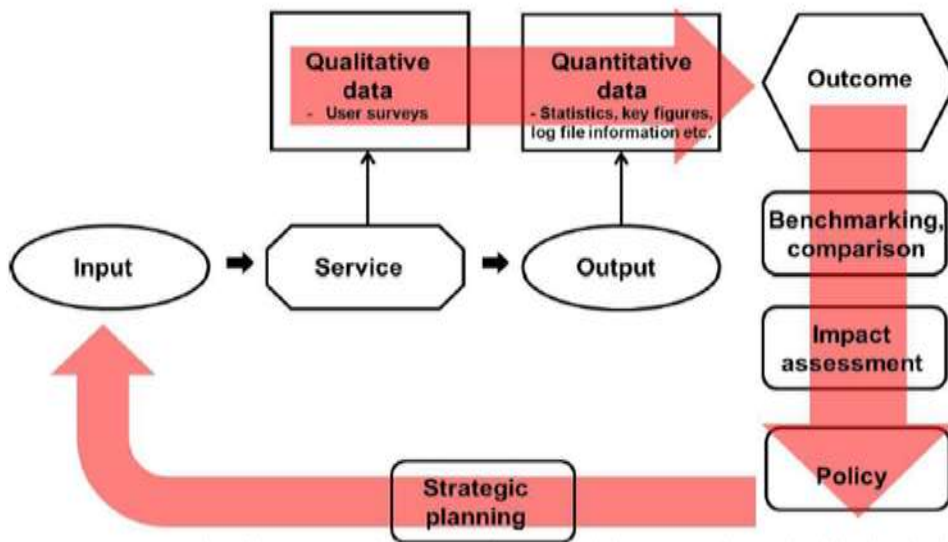 Qualitative
data
- User surveys
Quantitative
data
- Statistics, key figures,
log file information etc.
Outcome
Input
Service
Output
Benchmarking,
comparison
Impact
assessment
Policy
Strategic
planning